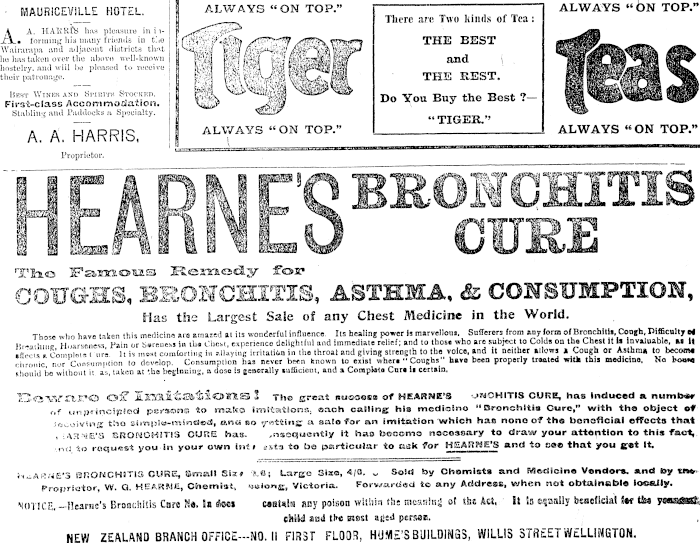 MAURICEVILLE HOTEL.
A. A. HARRIS has pleasure in in-
forming his many friends in the
Wairarapa and adjacent districts that
he has taken over the above well-known
hostelry, and will be pleased to receive
their patronage.
BEST WINES AND SPIRITS STOCKED.
First-class Accommodation.
Stabling and Paddocks a Specialty.
A. A. HARRIS,
Proprietor.
ALWAYS "ON TOP."
Tiger
ALWAYS "ON TOP."
There are Two kinds of Tea:
THE BEST
and
THE REST.
Do You Buy the Best ?—
"TIGER."
ALWAYS "ON TOP."
Teas
ALWAYS "ON TOP."
HEARNE'S BRONCHITIS
CURE
The Famous Remedy for
COUGHS, BRONCHITIS, ASTHMA, & CONSUMPTION,
Has the Largest Sale of any Chest Medicine in the World.
Those who have taken this medicine are amazed at its wonderful influence. Its healing power is marvellous. Sufferers from any form of Bronchitis, Cough, Difficulty of
Breathing, Hoarseness, Pain or Soreness in the Chest, experience delightful and immediate relief; and to those who are subject to Colds on the Chest it is invaluable, as it
effects a Complete Cure. It is most comforting in allaying irritation in the throat and giving strength to the voice, and it neither allows a Cough or Asthma to become
chronic, nor Consumption to develop. Consumption has never been known to exist where "Coughs" have been properly treated with this medicine. No house
should be without it as, taken at the beginning, a dose is generally sufficient, and a Complete Cure is certain.
Beware of Imitations! The great success of HEARNE'S ONCHITIS CURE, has induced a number
of unprincipled persons to make imitations, each calling his medicine "Bronchitis Cure," with the object of
deceiving the simple-minded, and so getting a sale for an imitation which has none of the beneficial effects that
HEARNE'S BRONCHITIS CURE has. onsequently it has become necessary to draw your attention to this fact,
and to request you in your own int ests to be particular to ask for HEARNE'S and to see that you get it.
HEARNE'S BRONCHITIS CURE, Small Size 2,6; Large Size, 4/6. Sold by Chemists and Medicine Vendors, and by the
Proprietor, W. G. HEARNE, Chemist, eelong, Victoria. Forwarded to any Address, when not obtainable locally.
NOTICE.—Hearne's Bronchitis Cure No. 1a does contain any poison within the meaning of the Act. It is equally beneficial for the youngest
child and the most aged person.
NEW ZEALAND BRANCH OFFICE---NO. 11 FIRST FLOOR, HUME'S BUILDINGS, WILLIS STREET WELLINGTON.